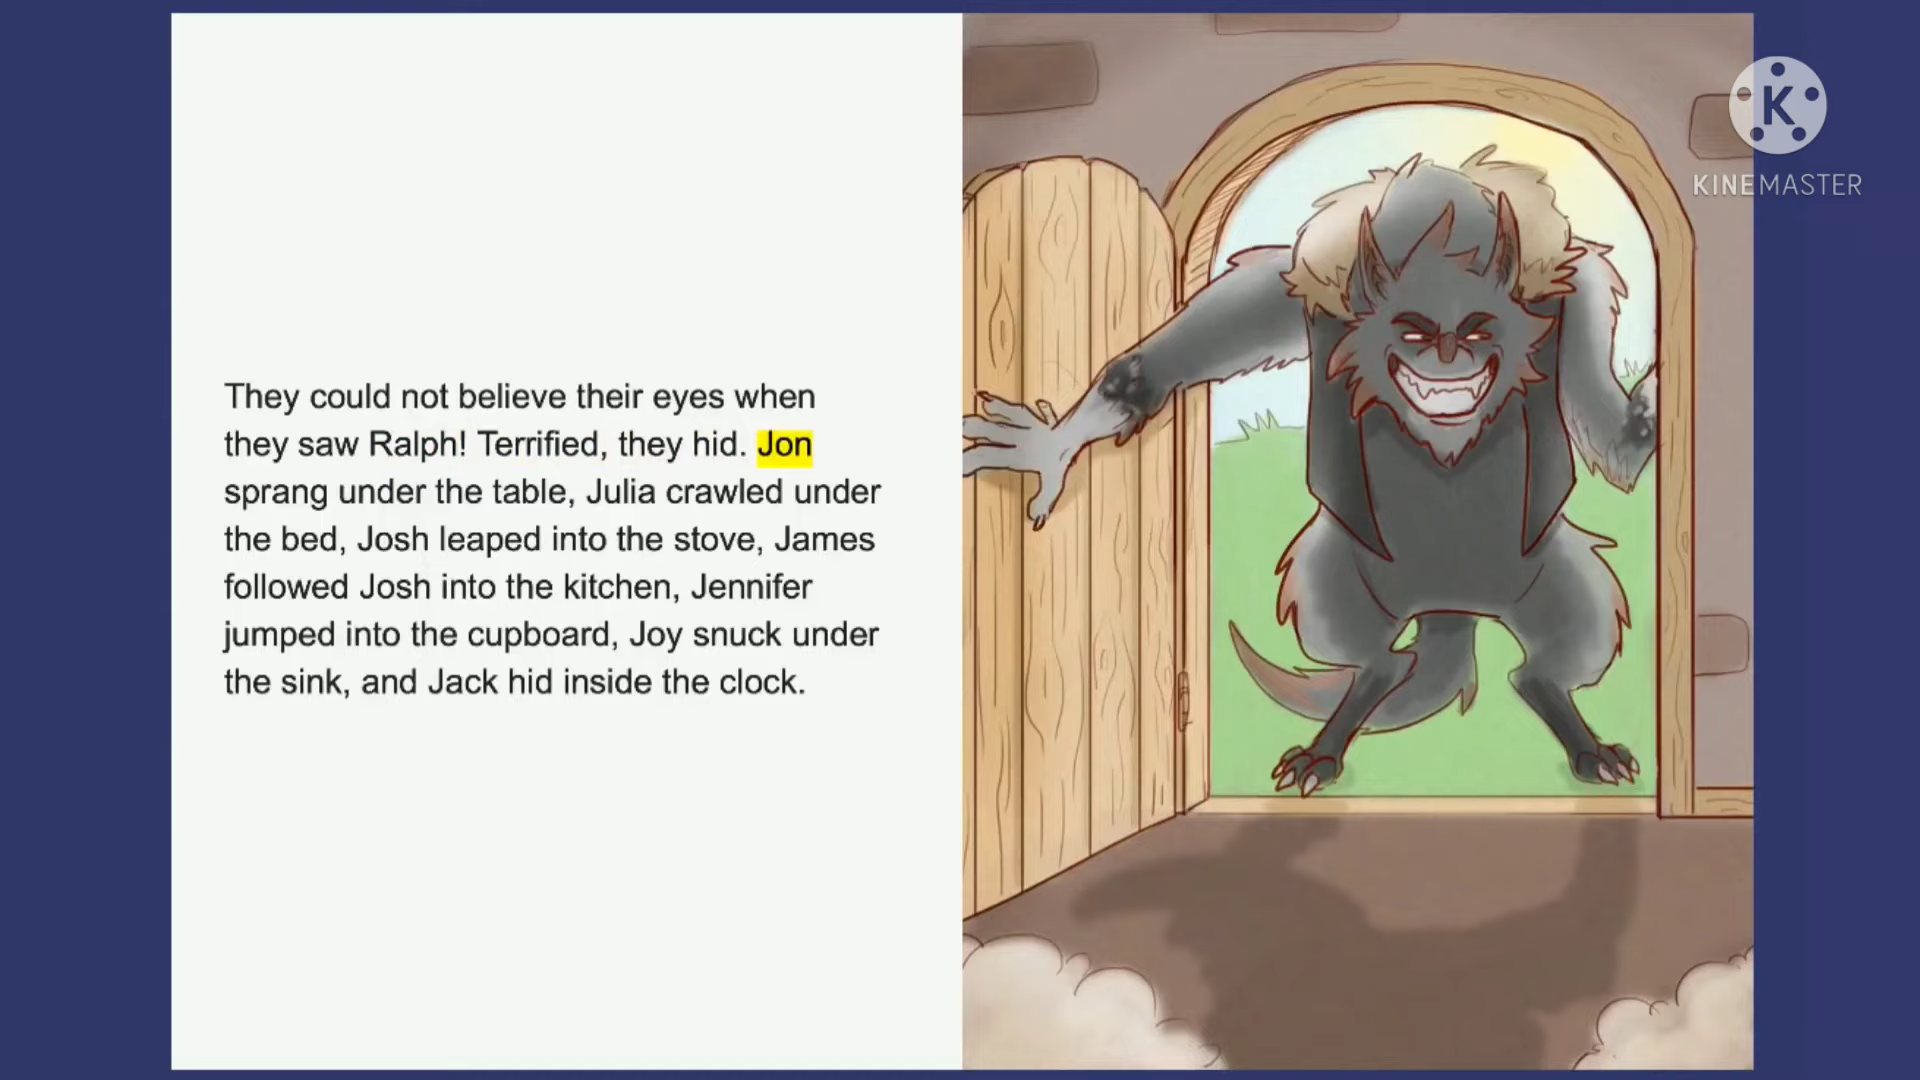 They could not believe their eyes when
they saw Ralph! Terrified, they hid. Jon
sprang under the table, Julia crawled under
the bed, Josh leaped into the stove, James
followed Josh into the kitchen, Jennifer
jumped into the cupboard, Joy snuck under
the sink, and Jack hid inside the clock.
K
KINEMASTER